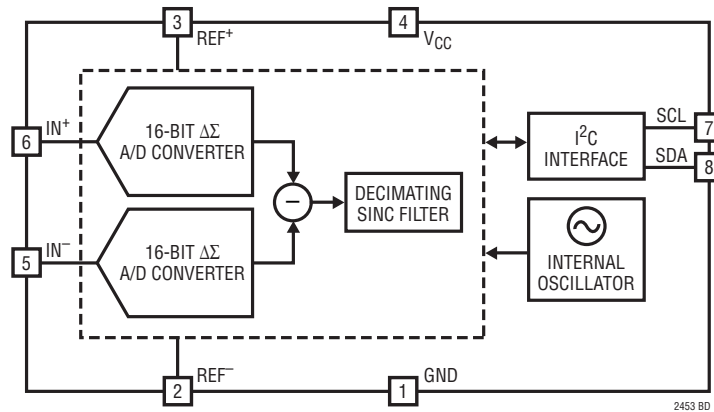 3
REF⁺
4
VCC
6
IN⁺
16-BIT ΔΣ
A/D CONVERTER
−
DECIMATING
SINC FILTER
I²C
INTERFACE
SCL
7
SDA
8
5
IN⁻
16-BIT ΔΣ
A/D CONVERTER
INTERNAL
OSCILLATOR
2
REF⁻
1
GND
2453 BD